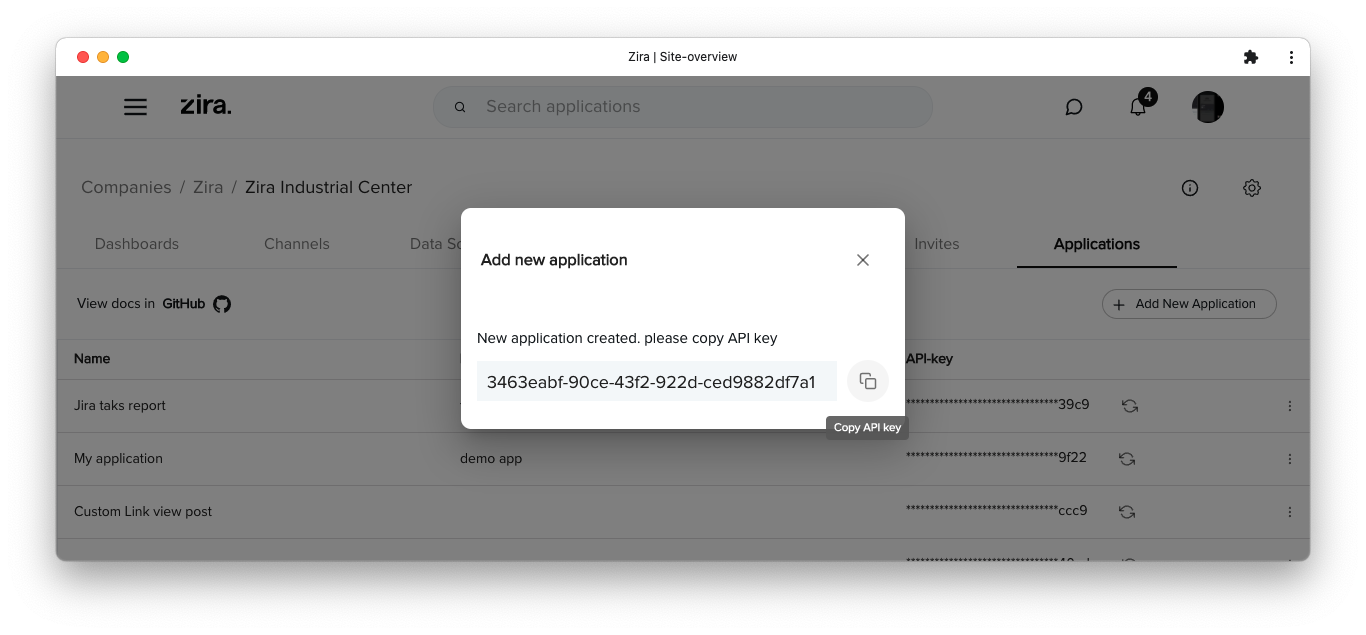 Zira | Site-overview
zira.
Search applications
4
Companies / Zira / Zira Industrial Center
Dashboards Channels Data So Invites Applications
Add new application
View docs in GitHub
+ Add New Application
New application created. please copy API key
3463eabf-90ce-43f2-922d-ced9882df7a1
Copy API key
Name API-key
Jira taks report ********************************39c9
My application demo app ********************************9f22
Custom Link view post ********************************ccc9